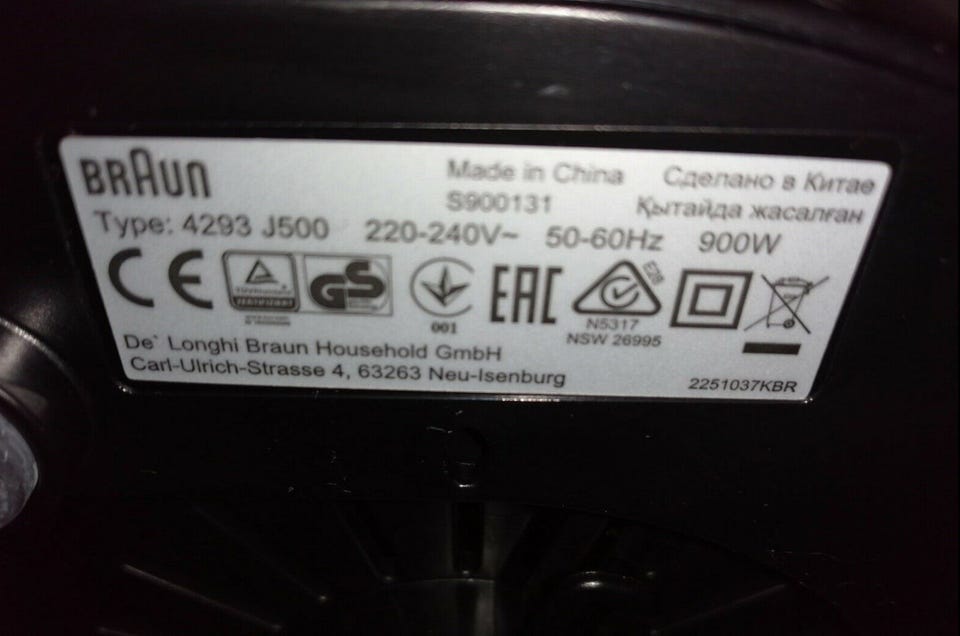 BRAUN
Made in China
Сделано в Китае
S900131
Қытайда жасалған
Type: 4293 J500 220-240V~ 50-60Hz 900W
CE
GS
001
EAC
N5317
NSW 26995
De' Longhi Braun Household GmbH
Carl-Ulrich-Strasse 4, 63263 Neu-Isenburg
2251037KBR